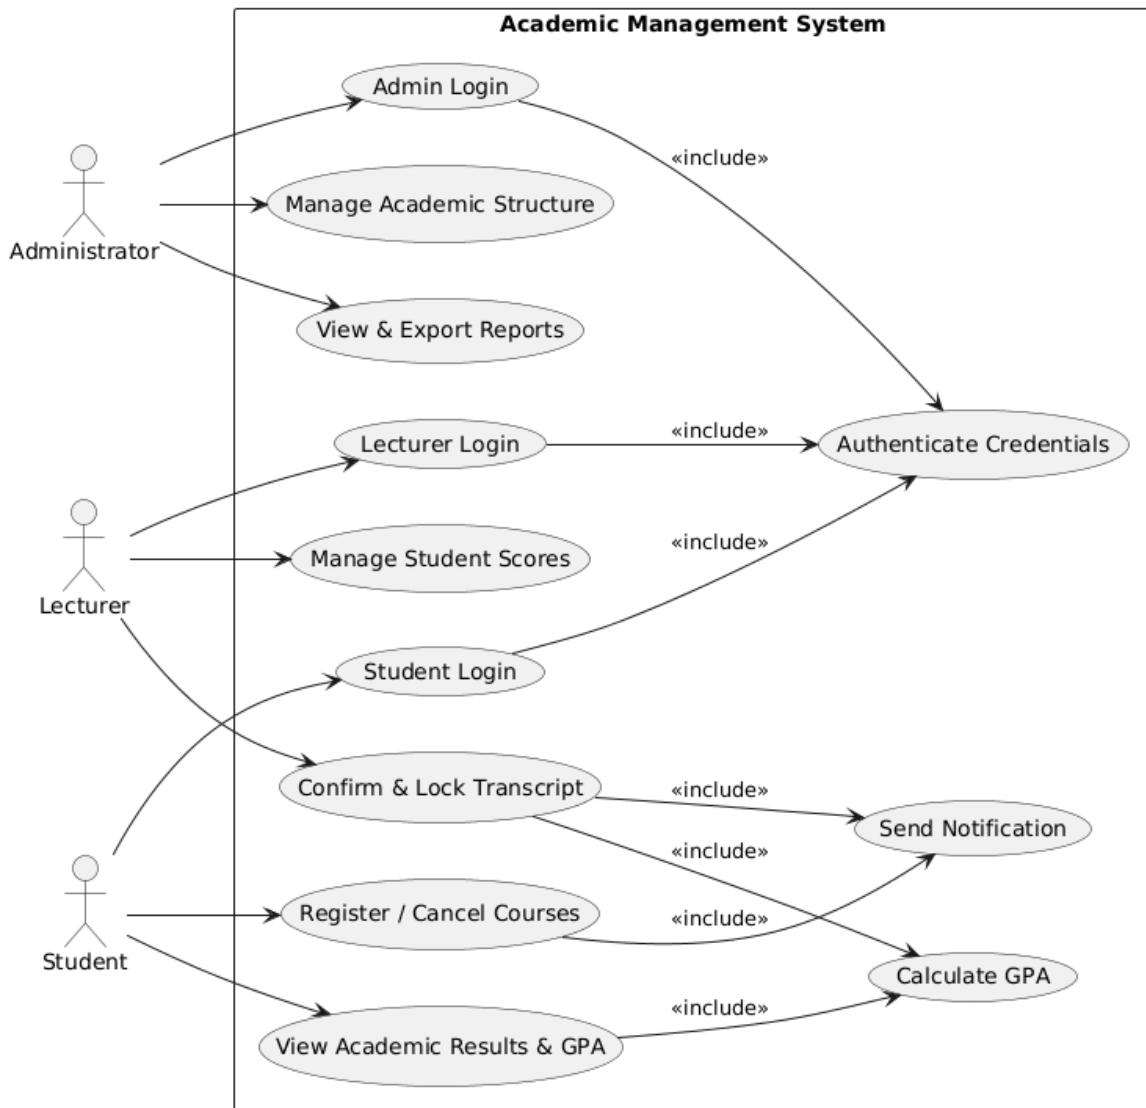 Academic Management System
Admin Login
«include»
Manage Academic Structure
Administrator
View & Export Reports
Lecturer Login
«include»
Authenticate Credentials
Manage Student Scores
«include»
Lecturer
Student Login
Confirm & Lock Transcript
«include»
Send Notification
«include»
Register / Cancel Courses
«include»
Student
Calculate GPA
«include»
View Academic Results & GPA